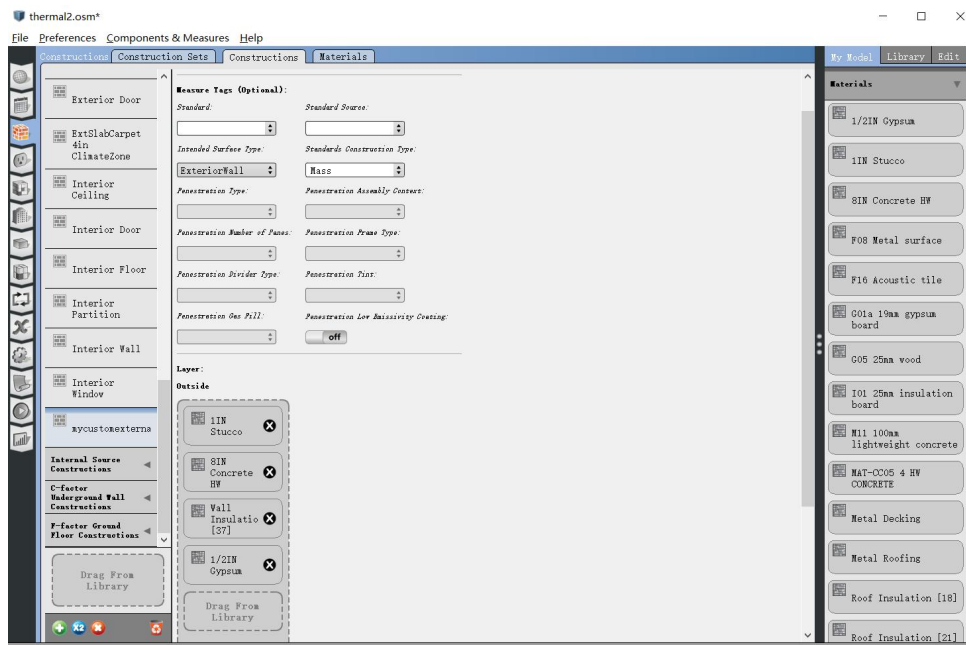 thermal2.osm*
File Preferences Components & Measures Help
Constructions Construction Sets Constructions Materials
My Model Library Edit
Exterior Door
ExtSlabCarpet
4in
ClimateZone
Interior
Ceiling
Interior Door
Interior Floor
Interior
Partition
Interior Wall
Interior
Window
mycustomexterna
Internal Source
Constructions
C-factor
Underground Wall
Constructions
F-factor Ground
Floor Constructions
Drag From
Library
x2
Measure Tags (Optional):
Standard: Standard Source:
Intended Surface Type: Standards Construction Type:
ExteriorWall Mass
Fenestration Type: Fenestration Assembly Context:
Fenestration Number of Panes: Fenestration Frame Type:
Fenestration Divider Type: Fenestration Tint:
Fenestration Gas Fill: Fenestration Low Emissivity Coating:
off
Layer:
Outside
1IN
Stucco
8IN
Concrete
HW
Wall
Insulatio
[37]
1/2IN
Gypsum
Drag From
Library
Materials
1/2IN Gypsum
1IN Stucco
8IN Concrete HW
F08 Metal surface
F16 Acoustic tile
G01a 19mm gypsum
board
G05 25mm wood
I01 25mm insulation
board
M11 100mm
lightweight concrete
MAT-CC05 4 HW
CONCRETE
Metal Decking
Metal Roofing
Roof Insulation [18]
Roof Insulation [21]